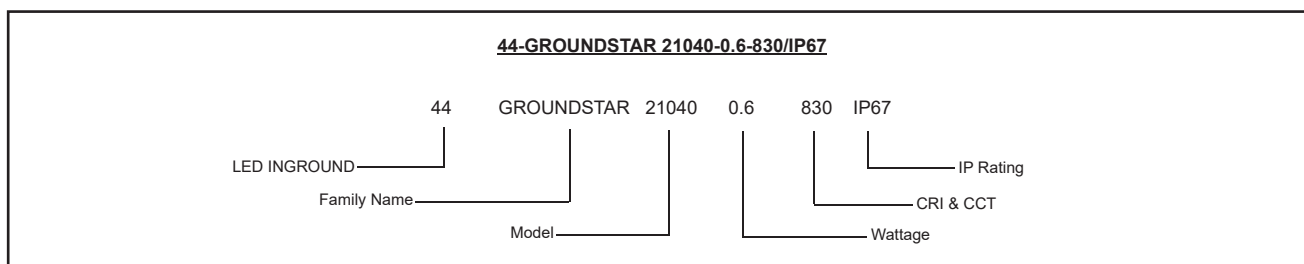 44-GROUNDSTAR 21040-0.6-830/IP67
44 GROUNDSTAR 21040 0.6 830 IP67
LED INGROUND IP Rating
Family Name CRI & CCT
Model Wattage